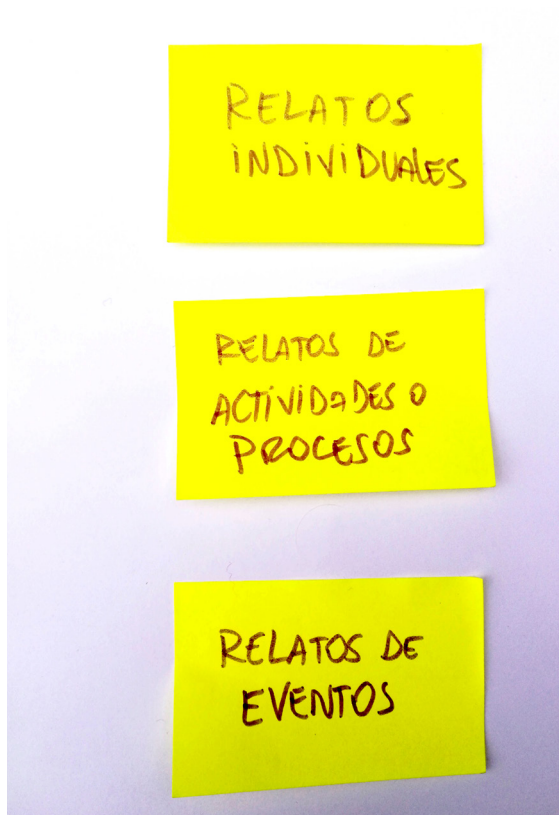 RELATOS
INDIVIDUALES
RELATOS DE
ACTIVIDADES O
PROCESOS
RELATOS DE
EVENTOS